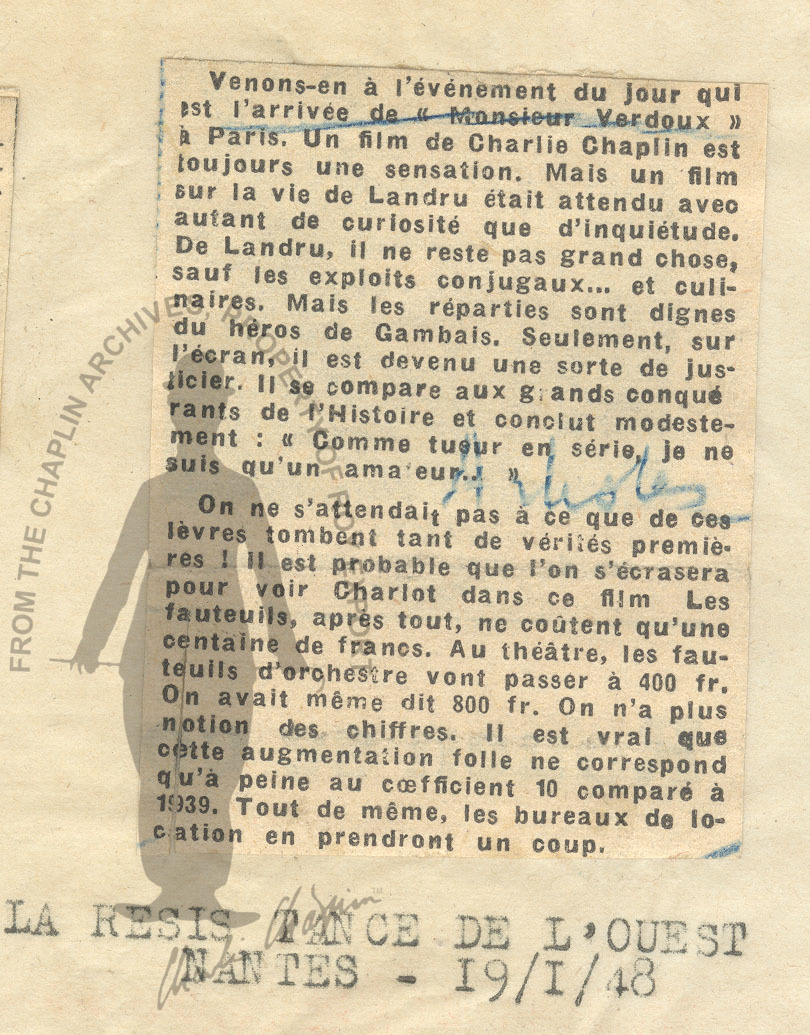 Venons-en à l'événement du jour qui
est l'arrivée de « Monsieur Verdoux »
à Paris. Un film de Charlie Chaplin est
toujours une sensation. Mais un film
sur la vie de Landru était attendu avec
autant de curiosité que d'inquiétude.
De Landru, il ne reste pas grand chose,
sauf les exploits conjugaux... et culi-
naires. Mais les réparties sont dignes
du héros de Gambais. Seulement, sur
l'écran, il est devenu une sorte de jus-
ticier. Il se compare aux grands conqué
rants de l'Histoire et conclut modeste-
ment : « Comme tueur en série, je ne
suis qu'un ama eur... »
On ne s'attendait pas à ce que de ces
lèvres tombent tant de vérités premiè-
res ! Il est probable que l'on s'écrasera
pour voir Charlot dans ce film Les
fauteuils, après tout, ne coûtent qu'une
centaine de francs. Au théâtre, les fau-
teuils d'orchestre vont passer à 400 fr.
On avait même dit 800 fr. On n'a plus
notion des chiffres. Il est vrai que
cette augmentation folle ne correspond
qu'à peine au cœfficient 10 comparé à
1939. Tout de même, les bureaux de lo-
cation en prendront un coup.
LA RESIS TANCE DE L'OUEST
NANTES - 19/I/48
FROM THE CHAPLIN ARCHIVES, PROPERTY OF ROY EXPORT
Charles Chaplin